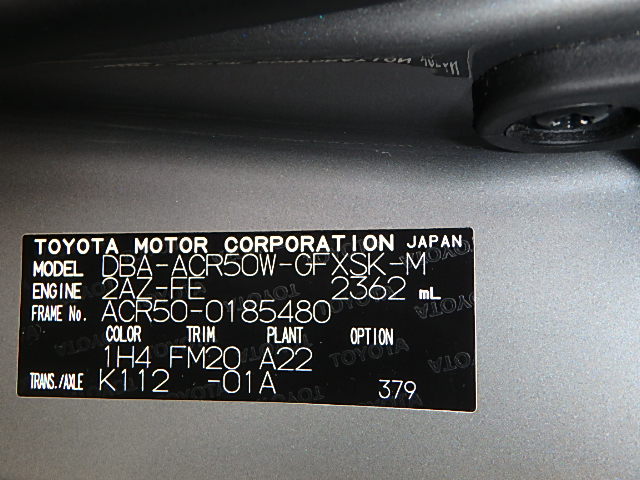 TOYOTA MOTOR CORPORATION JAPAN
MODEL DBA-ACR50W-GFXSK-M
ENGINE 2AZ-FE 2362 mL
FRAME No. ACR50-0185480
COLOR TRIM PLANT OPTION
1H4 FM20 A22
TRANS./AXLE K112 -01A 379